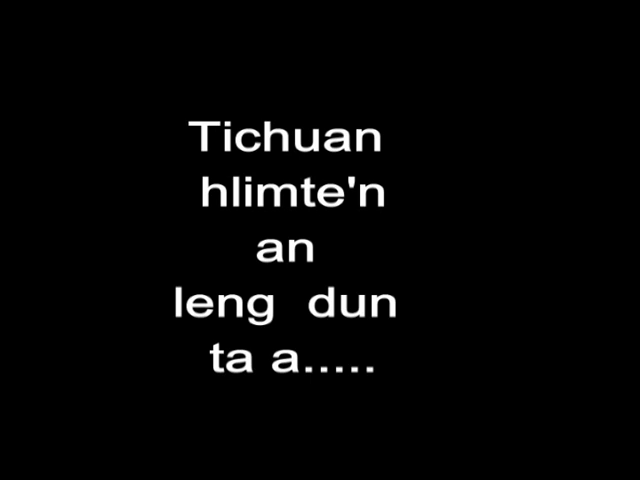 Tichuan
hlimte'n
an
leng dun
ta a.....